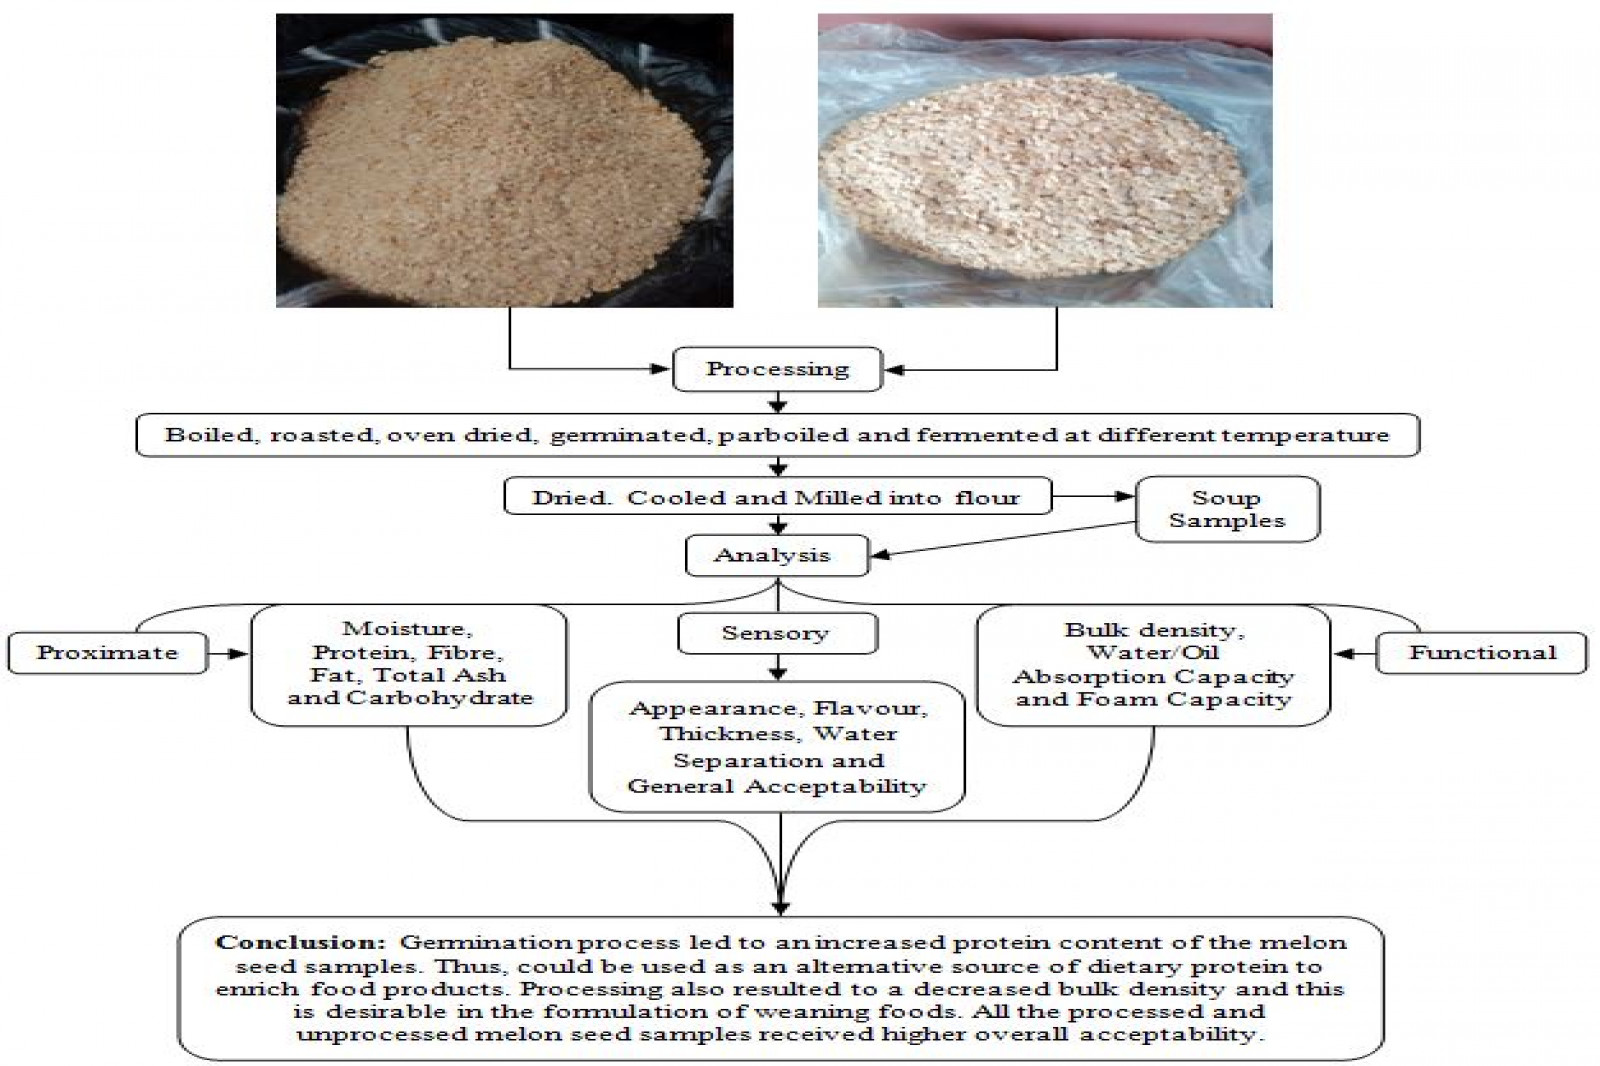 Processing
Boiled, roasted, oven dried, germinated, parboiled and fermented at different temperature
Dried. Cooled and Milled into flour
Soup
Samples
Analysis
Proximate
Moisture,
Protein, Fibre,
Fat, Total Ash
and Carbohydrate
Sensory
Appearance, Flavour,
Thickness, Water
Separation and
General Acceptability
Bulk density,
Water/Oil
Absorption Capacity
and Foam Capacity
Functional
Conclusion: Germination process led to an increased protein content of the melon
seed samples. Thus, could be used as an alternative source of dietary protein to
enrich food products. Processing also resulted to a decreased bulk density and this
is desirable in the formulation of weaning foods. All the processed and
unprocessed melon seed samples received higher overall acceptability.